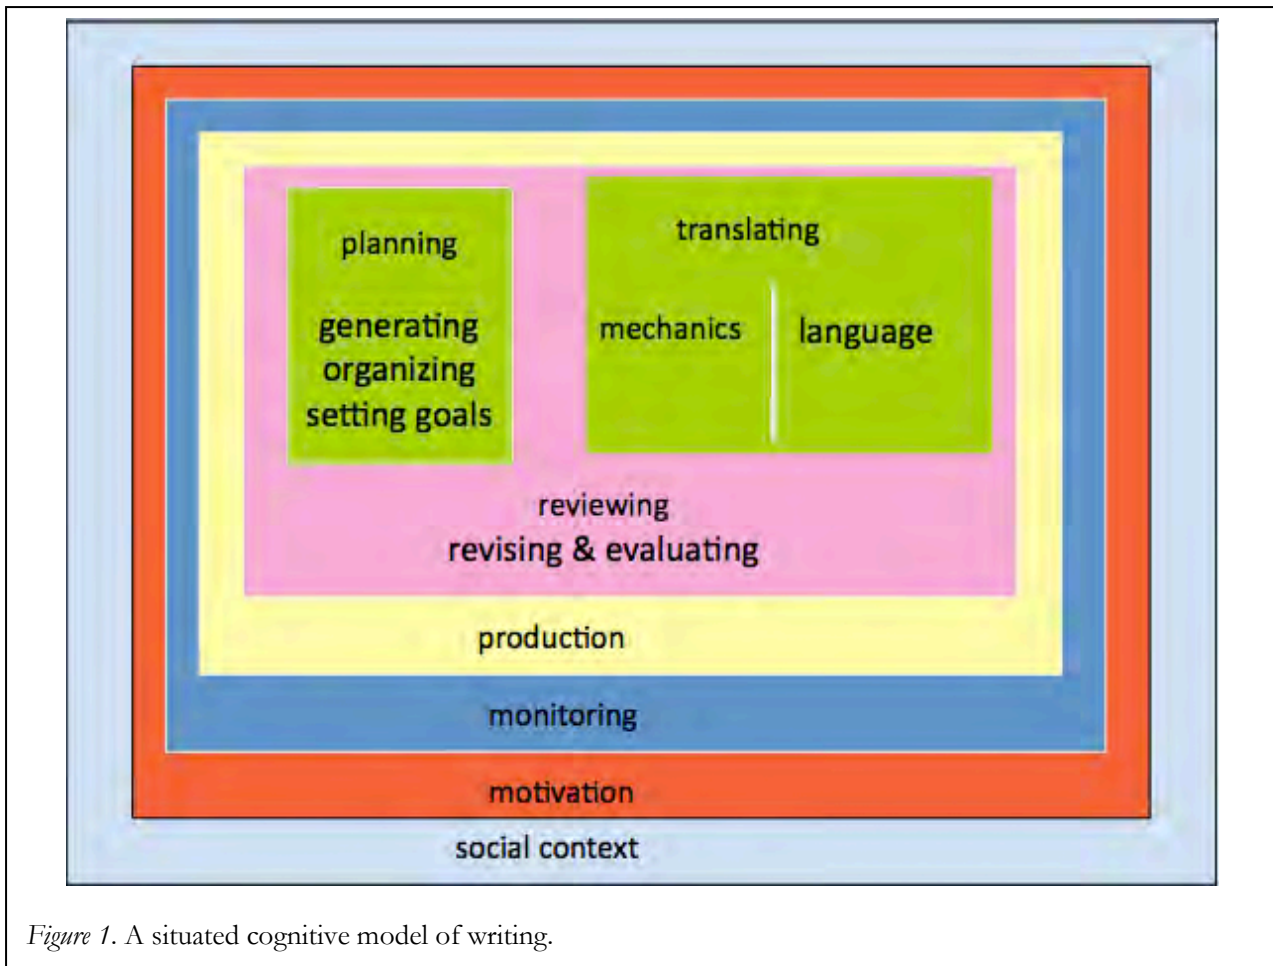 planning
generating
organizing
setting goals
translating
mechanics
language
reviewing
revising & evaluating
production
monitoring
motivation
social context
Figure 1. A situated cognitive model of writing.